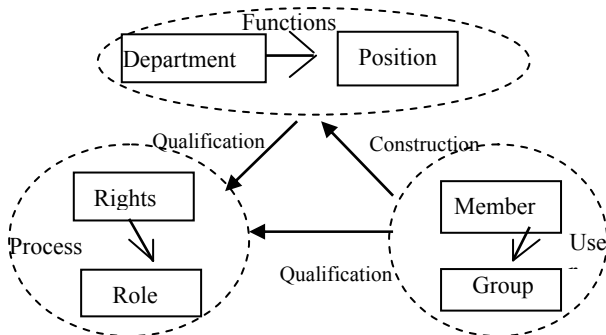 Functions
Department
Position
Qualification
Construction
Rights
Member
Process
Use
Role
Group
Qualification